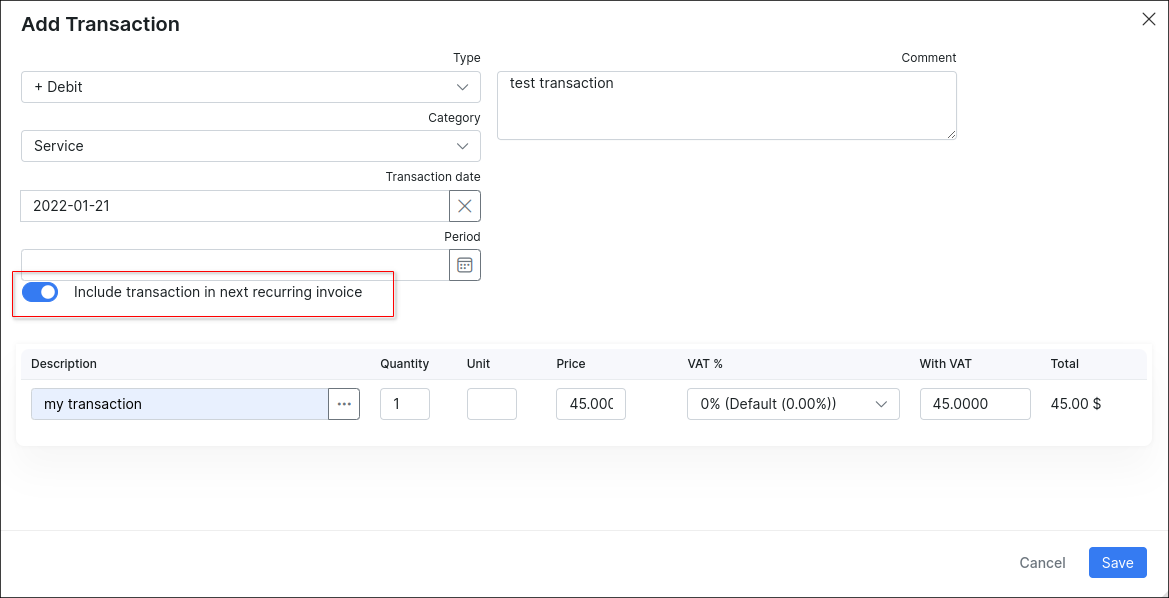 Add Transaction
Type
+ Debit
Category
Service
Transaction date
2022-01-21
Period
Include transaction in next recurring invoice
Comment
test transaction
Description Quantity Unit Price VAT % With VAT Total
my transaction ... 1 45.000 0% (Default (0.00%)) 45.0000 45.00 $
Cancel Save